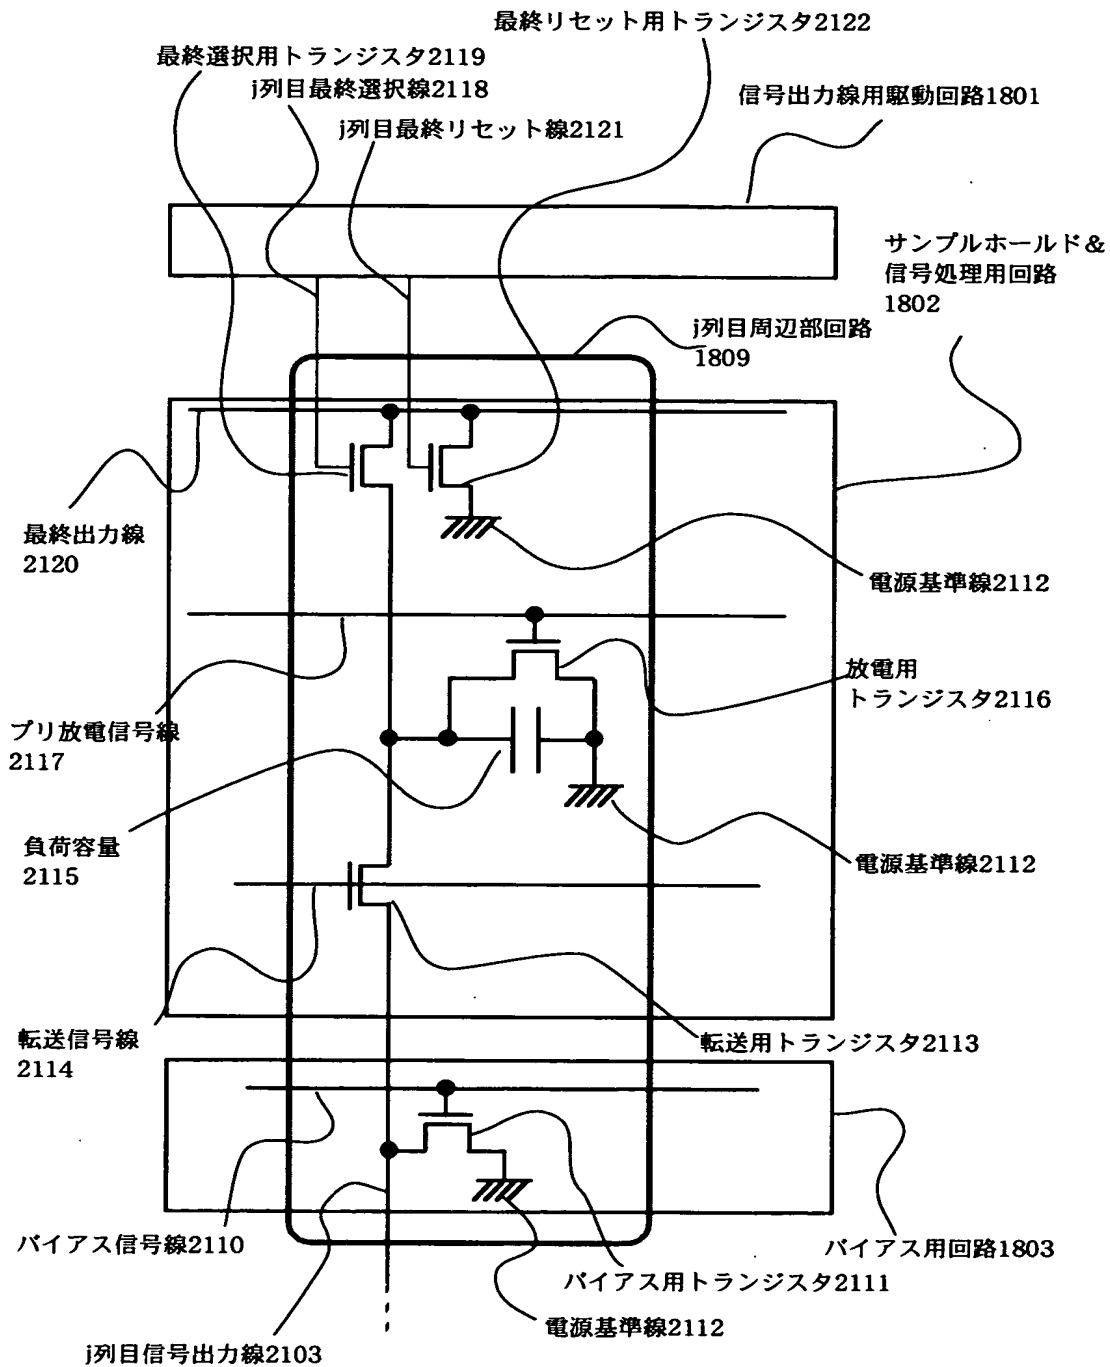 最終リセット用トランジスタ2122
最終選択用トランジスタ2119
j列目最終選択線2118
信号出力線用駆動回路1801
j列目最終リセット線2121
サンプルホールド&
信号処理用回路
1802
j列目周辺部回路
1809
最終出力線
2120
電源基準線2112
放電用
トランジスタ2116
プリ放電信号線
2117
負荷容量
2115
電源基準線2112
転送信号線
2114
転送用トランジスタ2113
バイアス信号線2110
バイアス用回路1803
バイアス用トランジスタ2111
電源基準線2112
j列目信号出力線2103